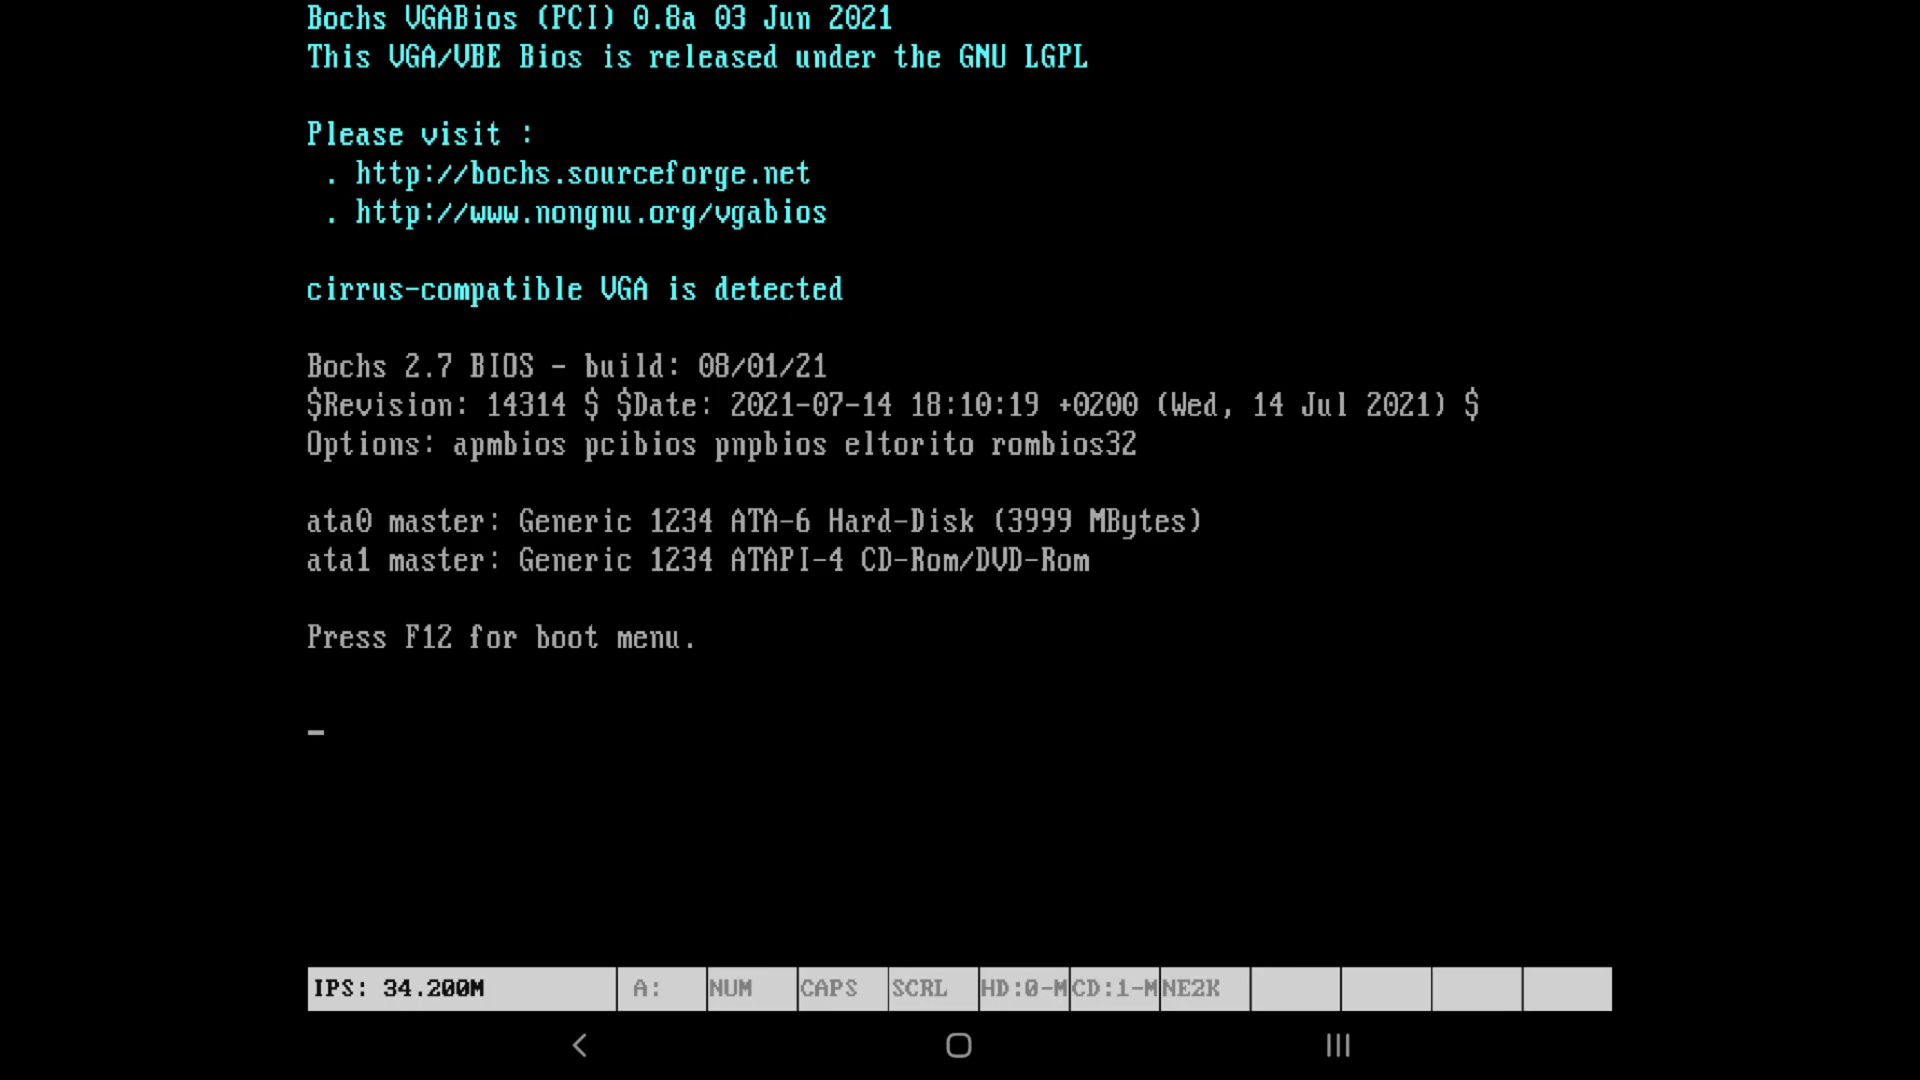 Bochs VGABios (PCI) 0.8a 03 Jun 2021
This VGA/VBE Bios is released under the GNU LGPL
Please visit :
. http://bochs.sourceforge.net
. http://www.nongnu.org/vgabios
cirrus-compatible VGA is detected
Bochs 2.7 BIOS - build: 08/01/21
$Revision: 14314 $ $Date: 2021-07-14 18:10:19 +0200 (Wed, 14 Jul 2021) $
Options: apmbios pcibios pnpbios eltorito rombios32
ata0 master: Generic 1234 ATA-6 Hard-Disk (3999 MBytes)
ata1 master: Generic 1234 ATAPI-4 CD-Rom/DVD-Rom
Press F12 for boot menu.
IPS: 34.200M A: NUM CAPS SCRL HD:0-M CD:1-M NE2K